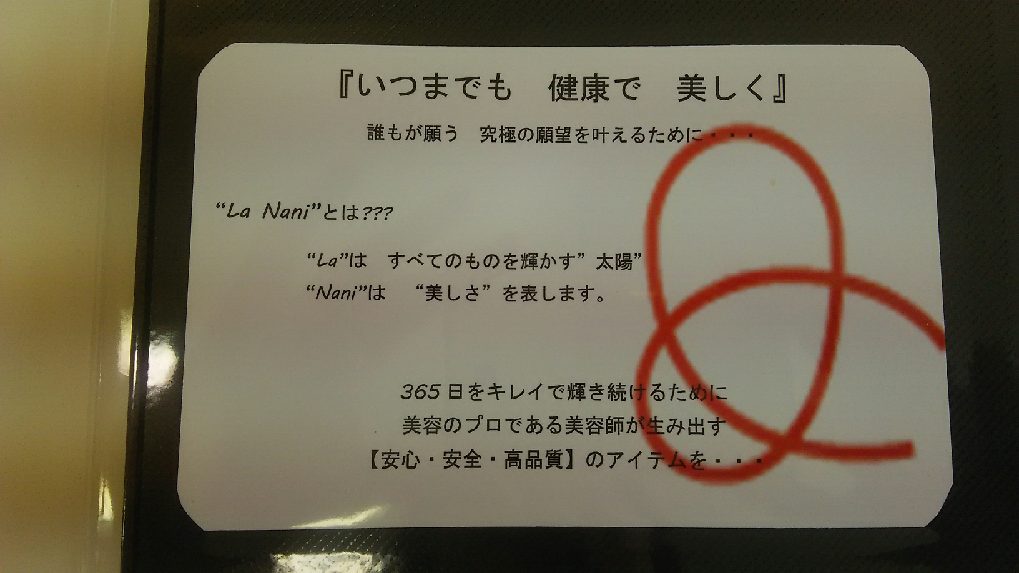 『いつまでも　健康で　美しく』
誰もが願う　究極の願望を叶えるために・・・
“La Nani”とは???
“La”は　すべてのものを輝かす”太陽”
“Nani”は　“美しさ”を表します。
365日をキレイで輝き続けるために
美容のプロである美容師が生み出す
【安心・安全・高品質】のアイテムを・・・